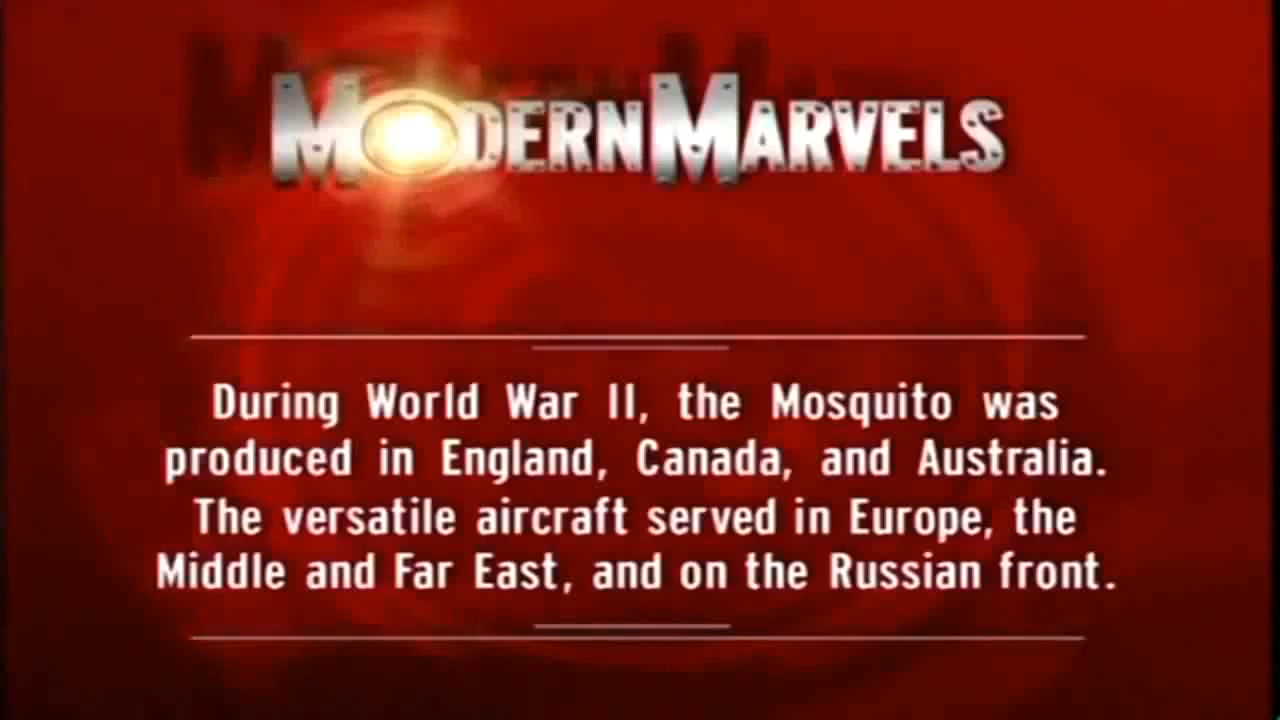 MODERN MARVELS
During World War II, the Mosquito was
produced in England, Canada, and Australia.
The versatile aircraft served in Europe, the
Middle and Far East, and on the Russian front.